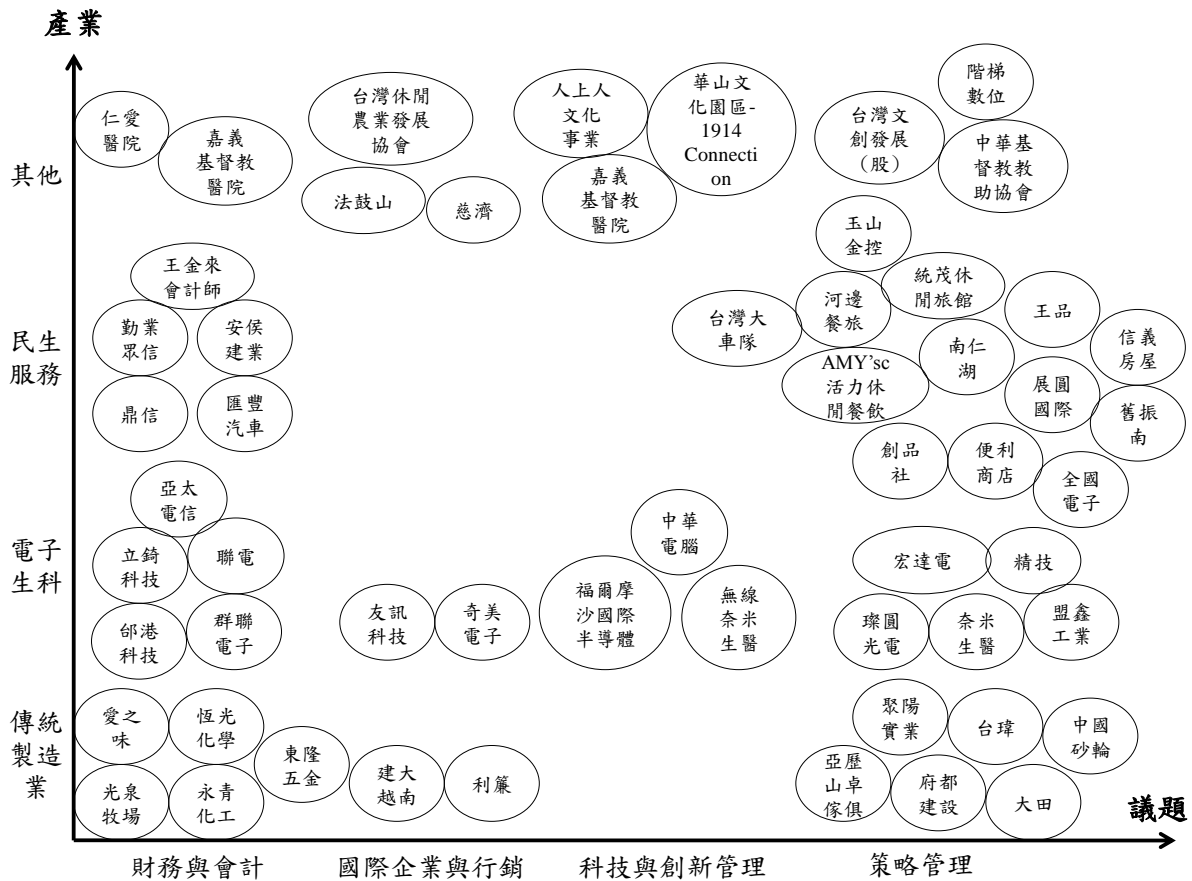 產業
其他
仁愛
醫院
嘉義
基督教
醫院
台灣休閒
農業發展
協會
法鼓山
慈濟
人上人
文化
事業
嘉義
基督教
醫院
華山文
化園區-
1914
Connecti
on
台灣文
創發展
（股）
階梯
數位
中華基
督教教
助協會
民生
服務
王金來
會計師
勤業
眾信
安侯
建業
鼎信
匯豐
汽車
台灣大
車隊
玉山
金控
河邊
餐旅
統茂休
閒旅館
AMY'sc
活力休
閒餐飲
南仁
湖
王品
展圓
國際
信義
房屋
舊振
南
創品
社
便利
商店
全國
電子
電子
生科
亞太
電信
立錡
科技
聯電
邰港
科技
群聯
電子
友訊
科技
奇美
電子
中華
電腦
福爾摩
沙國際
半導體
無線
奈米
生醫
宏達電
精技
璨圓
光電
奈米
生醫
盟鑫
工業
傳統
製造
業
愛之
味
恆光
化學
光泉
牧場
永青
化工
東隆
五金
建大
越南
利簾
聚陽
實業
台瑋
中國
砂輪
亞歷
山卓
傢俱
府都
建設
大田
議題
財務與會計
國際企業與行銷
科技與創新管理
策略管理